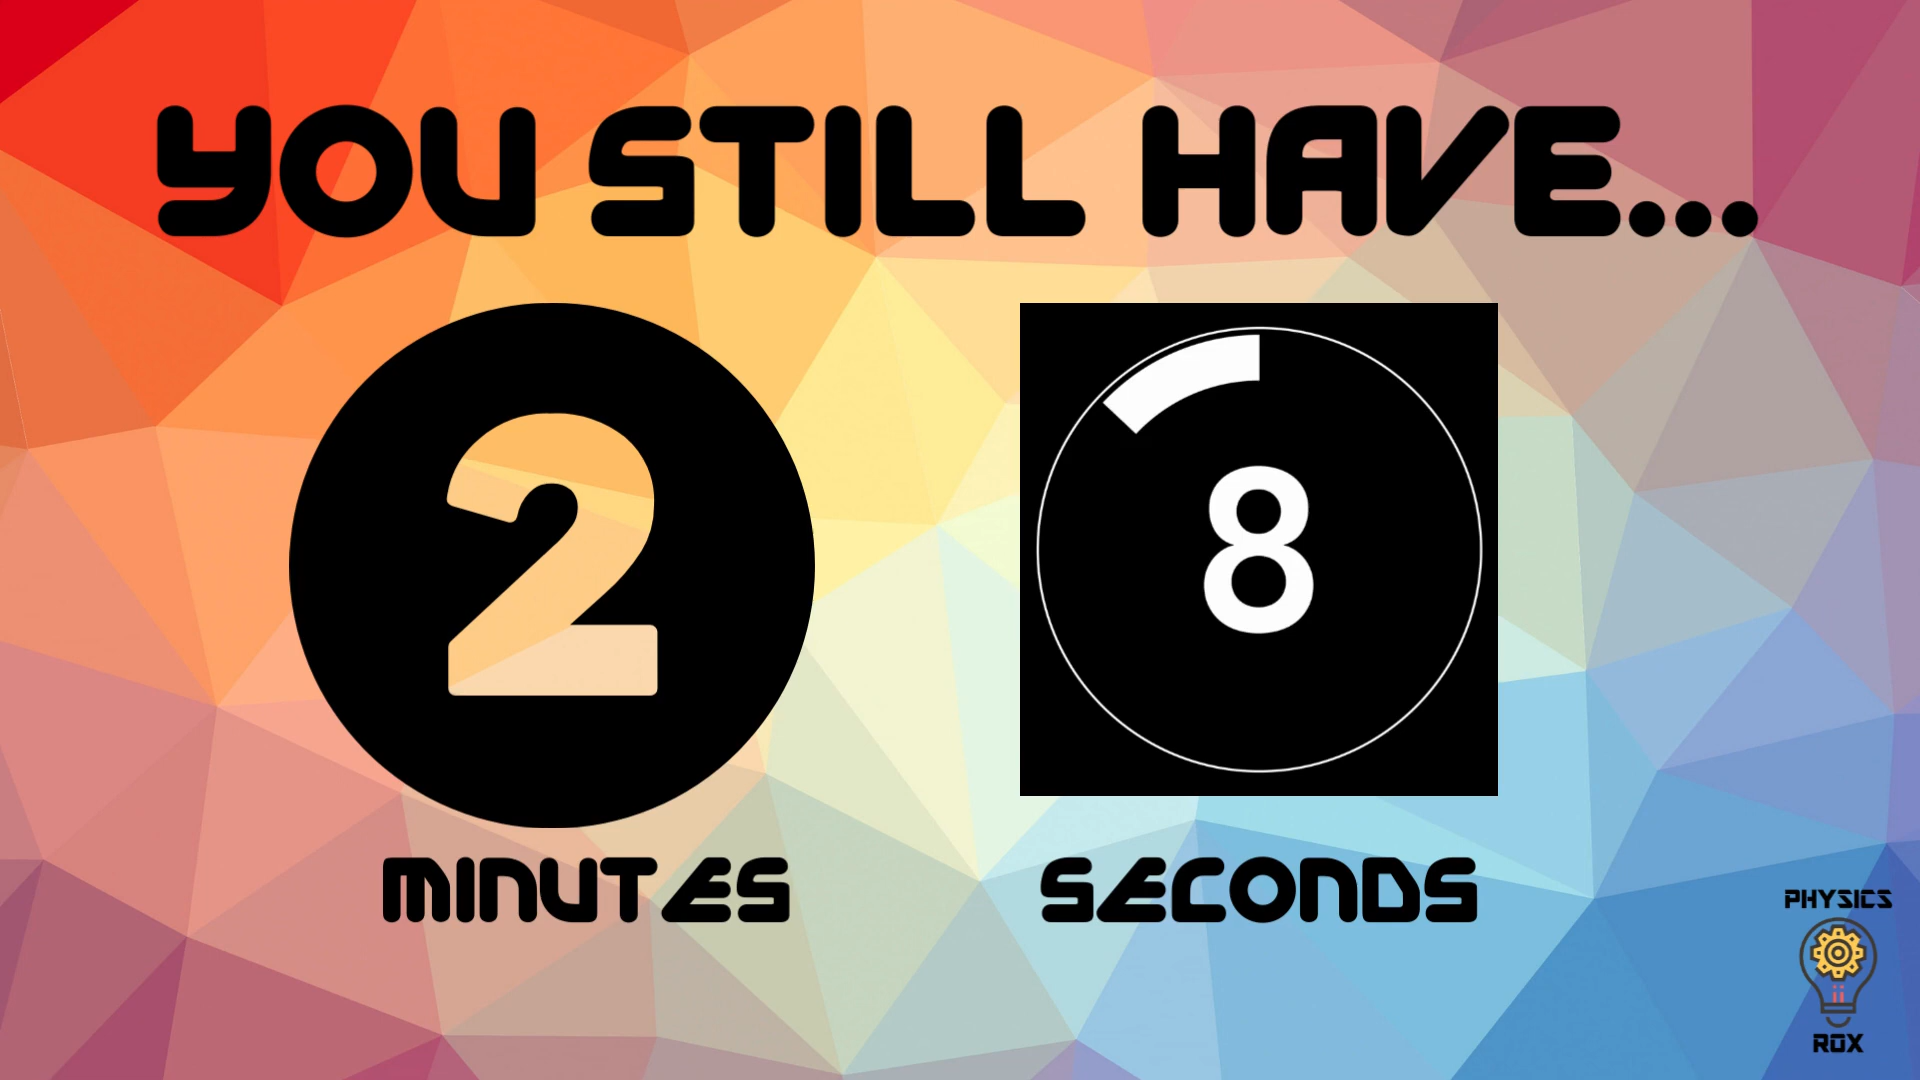 YOU STILL HAVE...
2
8
MINUTES
SECONDS
PHYSICS
ROX